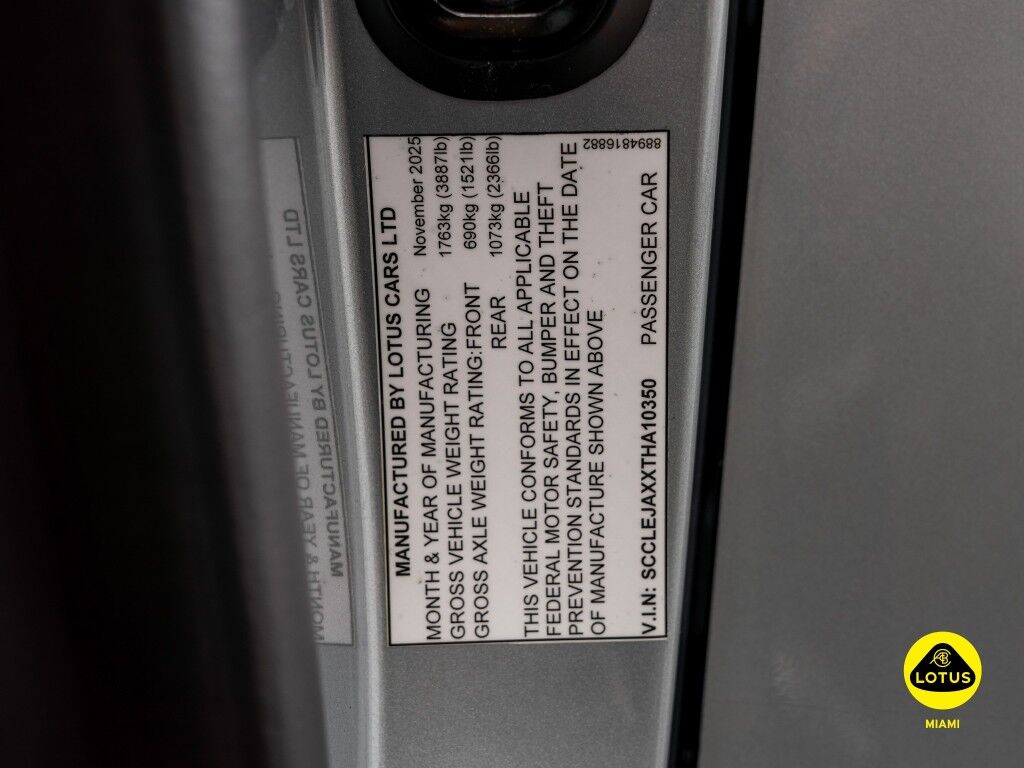 MANUFACTURED BY LOTUS CARS LTD
MONTH & YEAR OF MANUFACTURING November 2025
GROSS VEHICLE WEIGHT RATING 1763kg (3887lb)
GROSS AXLE WEIGHT RATING:FRONT 690kg (1521lb)
REAR 1073kg (2366lb)
THIS VEHICLE CONFORMS TO ALL APPLICABLE
FEDERAL MOTOR SAFETY, BUMPER AND THEFT
PREVENTION STANDARDS IN EFFECT ON THE DATE
OF MANUFACTURE SHOWN ABOVE
8894816882
V.I.N: SCCLEJAXXTHA10350 PASSENGER CAR
MANUFACTURED BY LOTUS CARS LTD
MONTH & YEAR OF MANUFACTURING
LOTUS
MIAMI